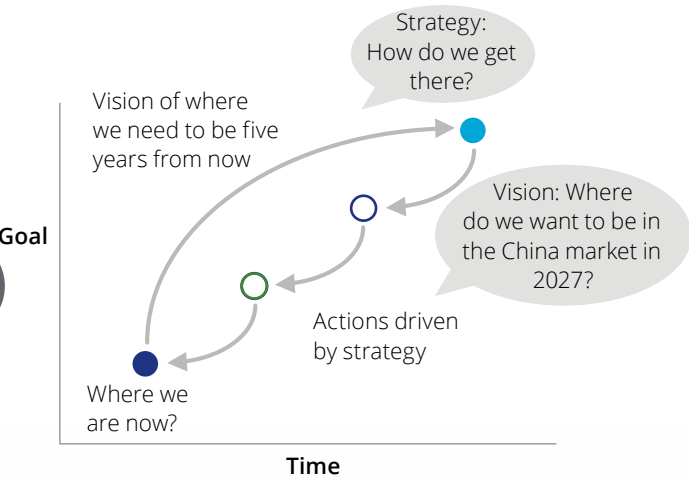 Strategy:
How do we get
there?
Vision of where
we need to be five
years from now
Vision: Where
do we want to be in
the China market in
2027?
Goal
Actions driven
by strategy
Where we
are now?
Time